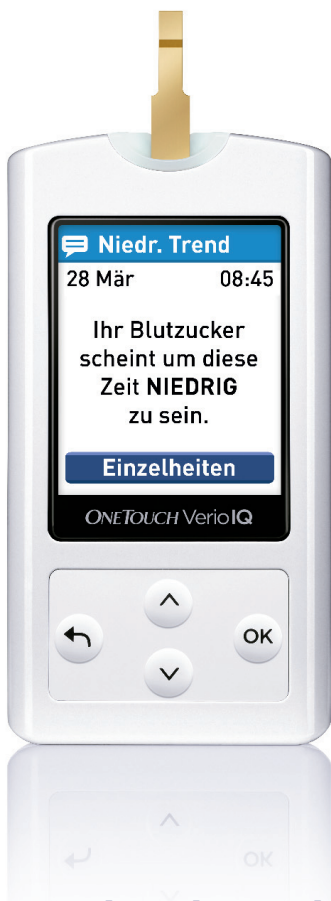 Niedr. Trend
28 Mär 08:45
Ihr Blutzucker
scheint um diese
Zeit NIEDRIG
zu sein.
Einzelheiten
ONETOUCH VerioIQ
OK
OK